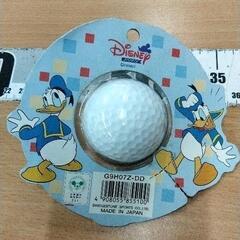 Disney
G9H07Z-DD
4 908055 855100
BRIDGESTONE SPORTS CO.,LTD.
MADE IN JAPAN
35